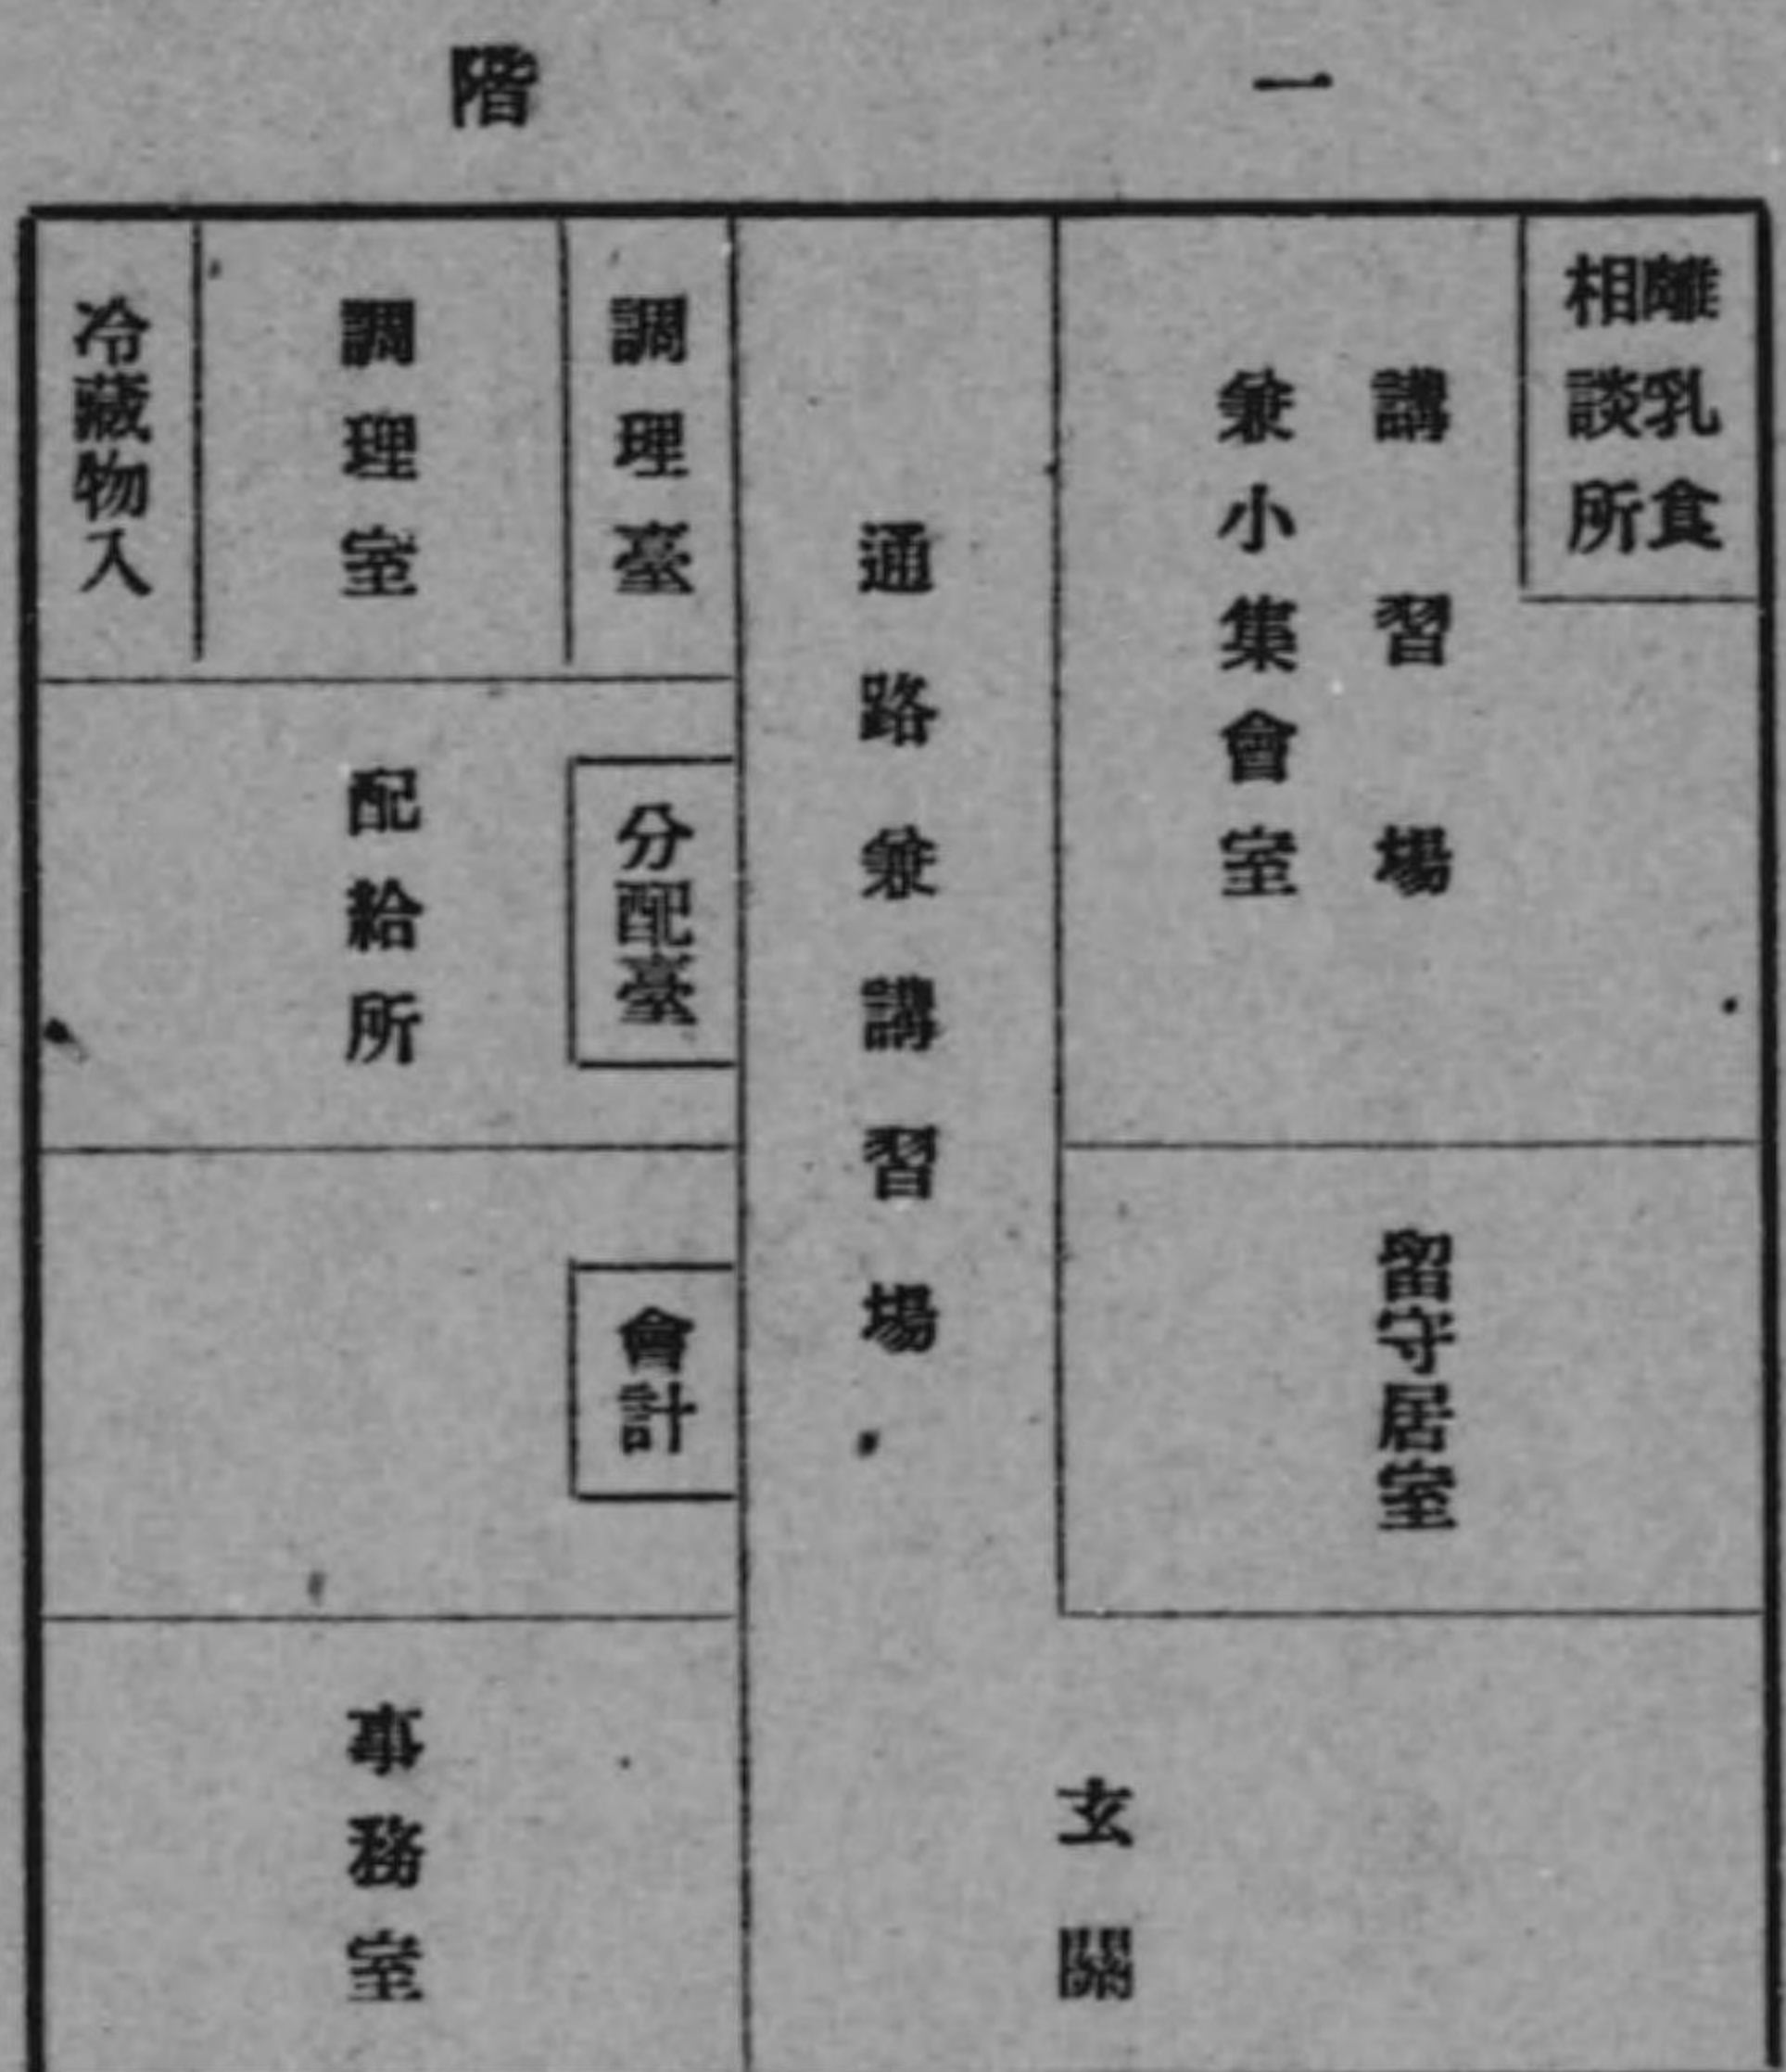 一階
離乳食
相談所
講習場
兼小集會室
留守居室
玄關
通路兼講習場
調理臺
調理室
冷藏物入
分配臺
配給所
會計
事務室